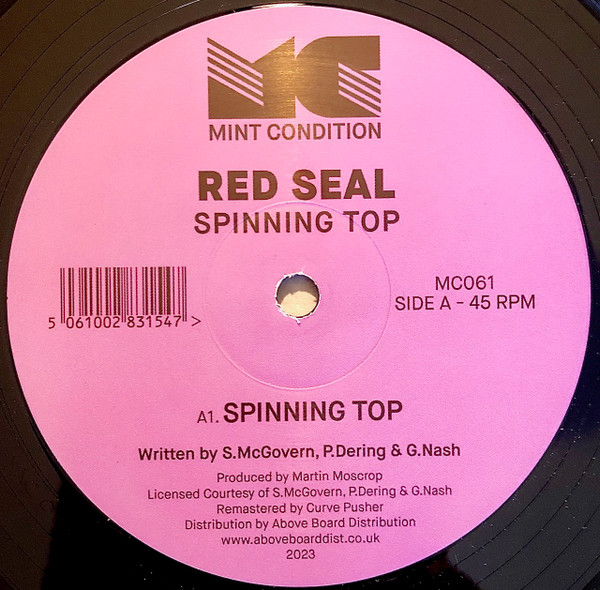 MC
MINT CONDITION
RED SEAL
SPINNING TOP
5 061002 831547 >
MC061
SIDE A - 45 RPM
A1. SPINNING TOP
Written by S.McGovern, P.Dering & G.Nash
Produced by Martin Moscrop
Licensed Courtesy of S.McGovern, P.Dering & G.Nash
Remastered by Curve Pusher
Distribution by Above Board Distribution
www.aboveboarddist.co.uk
2023